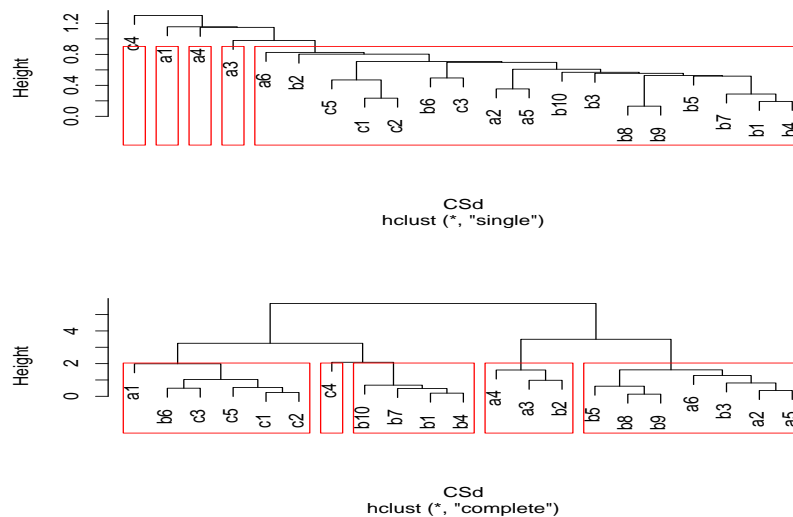 Height
0.0 0.4 0.8 1.2
c4 a1 a4 a3 a6 b2 c5 c1 c2 b6 c3 a2 a5 b10 b3 b8 b9 b5 b7 b1 b4
CSd
hclust (*, "single")
Height
0 2 4
a1 b6 c3 c5 c1 c2 c4 b10 b7 b1 b4 a4 a3 b2 b5 b8 b9 a6 b3 a2 a5
CSd
hclust (*, "complete")